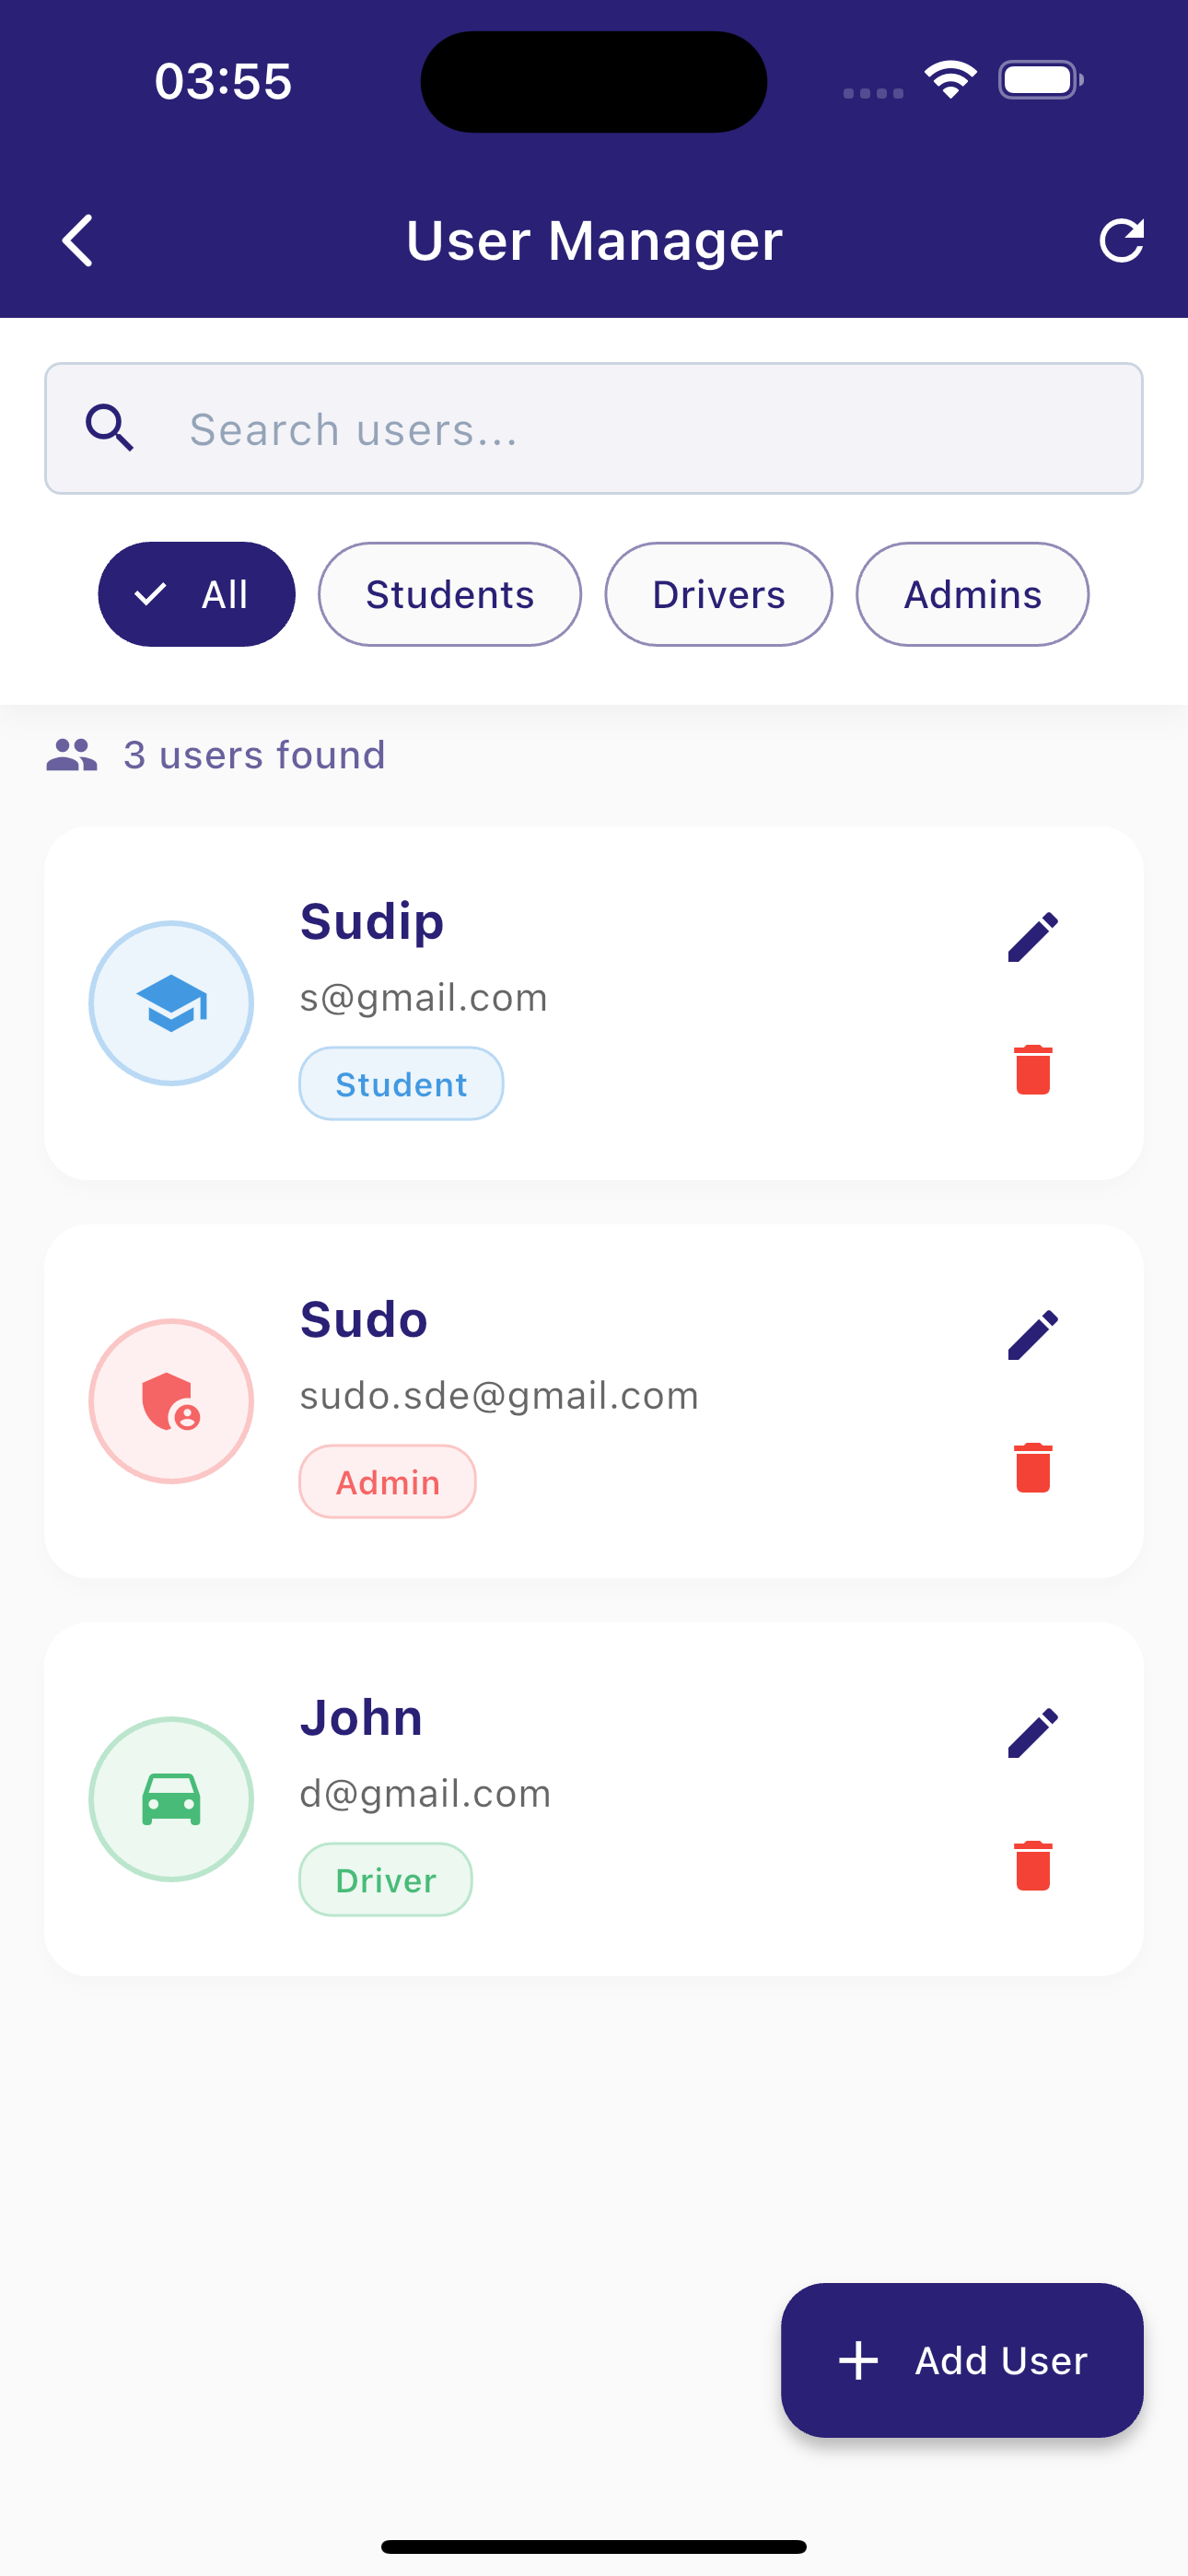 03:55
User Manager
Search users...
All
Students
Drivers
Admins
3 users found
Sudip
s@gmail.com
Student
Sudo
sudo.sde@gmail.com
Admin
John
d@gmail.com
Driver
Add User